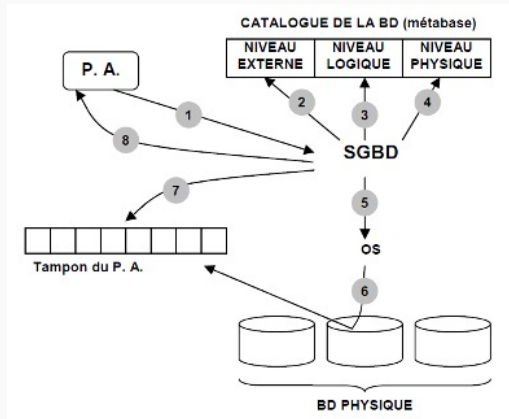 CATALOGUE DE LA BD (métabase)
NIVEAU EXTERNE
NIVEAU LOGIQUE
NIVEAU PHYSIQUE
P. A.
1
2
3
4
8
SGBD
7
5
Tampon du P. A.
OS
6
BD PHYSIQUE